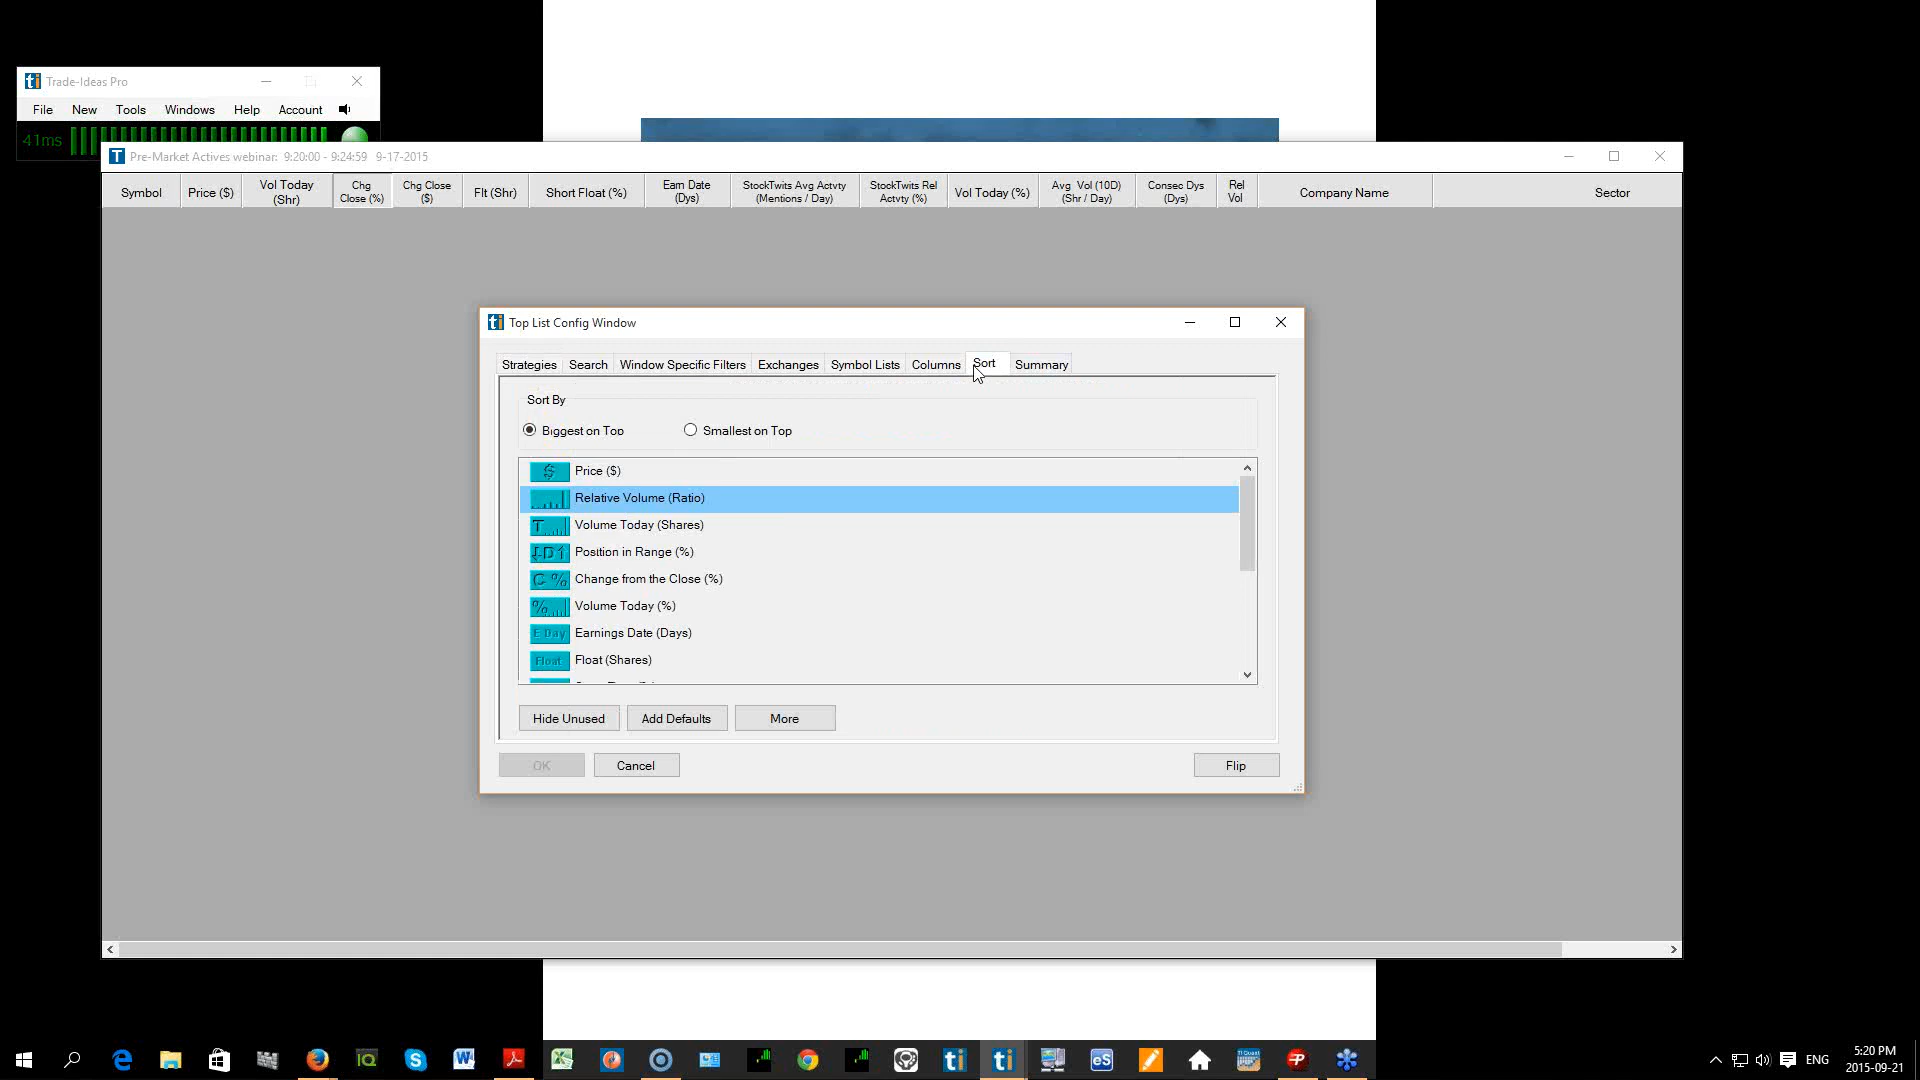 Trade-Ideas Pro
File New Tools Windows Help Account
41ms
Pre-Market Actives webinar: 9:20:00 - 9:24:59 9-17-2015
Symbol
Price ($)
Vol Today
(Shr)
Chg
Close (%)
Chg Close
($)
Flt (Shr)
Short Float (%)
Earn Date
(Dys)
StockTwits Avg Actvty
(Mentions / Day)
StockTwits Rel
Actvty (%)
Vol Today (%)
Avg Vol (10D)
(Shr / Day)
Consec Dys
(Dys)
Rel
Vol
Company Name
Sector
Top List Config Window
Strategies Search Window Specific Filters Exchanges Symbol Lists Columns Sort Summary
Sort By
Biggest on Top Smallest on Top
$ Price ($)
Relative Volume (Ratio)
T Volume Today (Shares)
D Position in Range (%)
C % Change from the Close (%)
% Volume Today (%)
E Day Earnings Date (Days)
Float Float (Shares)
Hide Unused Add Defaults More
OK Cancel Flip
ENG
5:20 PM
2015-09-21